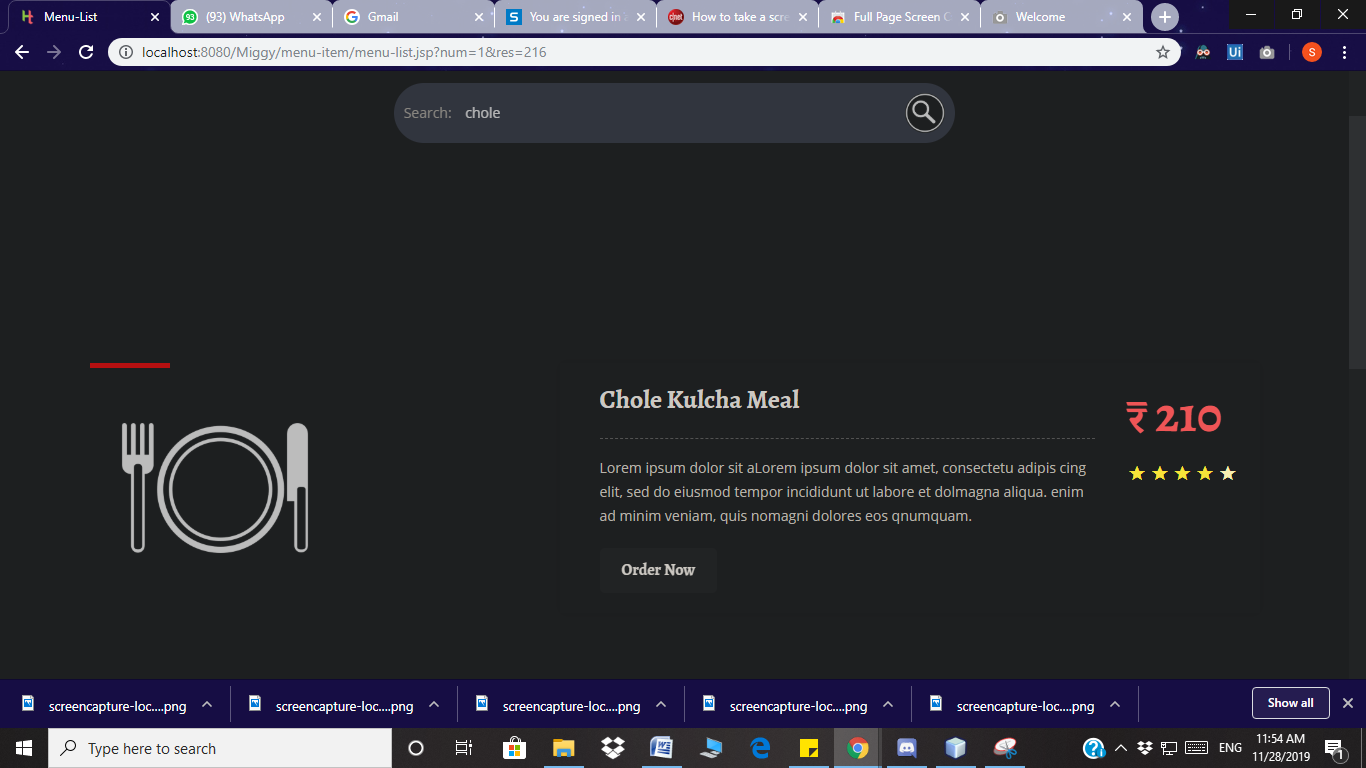 Menu-List
(93) WhatsApp
Gmail
You are signed in
How to take a scre
Full Page Screen C
Welcome
localhost:8080/Miggy/menu-item/menu-list.jsp?num=1&res=216
S
Search: chole
Chole Kulcha Meal
₹ 210
Lorem ipsum dolor sit aLorem ipsum dolor sit amet, consectetu adipis cing
elit, sed do eiusmod tempor incididunt ut labore et dolmagna aliqua. enim
ad minim veniam, quis nomagni dolores eos qnumquam.
Order Now
screencapture-loc....png
screencapture-loc....png
screencapture-loc....png
screencapture-loc....png
screencapture-loc....png
Show all
Type here to search
ENG
11:54 AM
11/28/2019
1